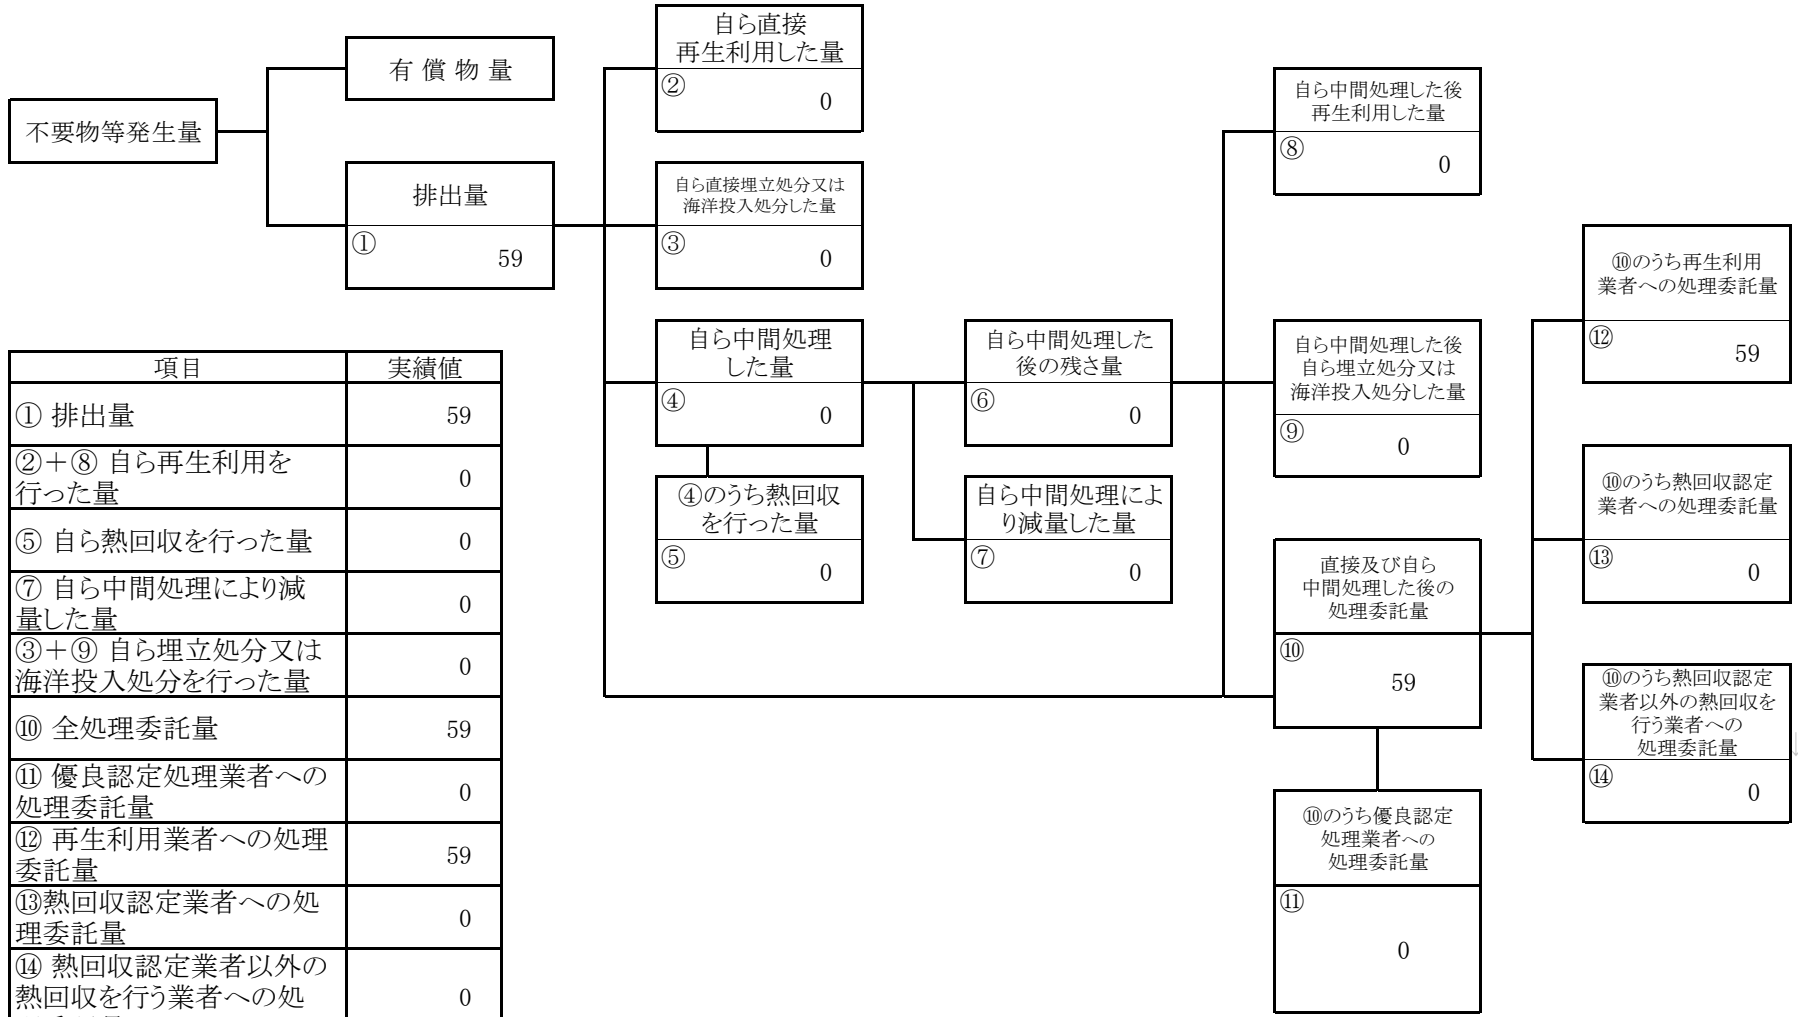 自ら直接
再生利用した量
②
0
有 償 物 量
不要物等発生量
自ら中間処理した後
再生利用した量
⑧
0
排出量
①
59
自ら直接埋立処分又は
海洋投入処分した量
③
0
⑩のうち再生利用
業者への処理委託量
⑫
59
自ら中間処理
した量
④
0
自ら中間処理した
後の残さ量
⑥
0
自ら中間処理した後
自ら埋立処分又は
海洋投入処分した量
⑨
0
④のうち熱回収
を行った量
⑤
0
自ら中間処理によ
り減量した量
⑦
0
⑩のうち熱回収認定
業者への処理委託量
⑬
0
直接及び自ら
中間処理した後の
処理委託量
⑩
59
⑩のうち熱回収認定
業者以外の熱回収を
行う業者への
処理委託量
⑭
0
⑩のうち優良認定
処理業者への
処理委託量
⑪
0
項目 実績値
① 排出量 59
②＋⑧ 自ら再生利用を
行った量 0
⑤ 自ら熱回収を行った量 0
⑦ 自ら中間処理により減
量した量 0
③＋⑨ 自ら埋立処分又は
海洋投入処分を行った量 0
⑩ 全処理委託量 59
⑪ 優良認定処理業者への
処理委託量 0
⑫ 再生利用業者への処理
委託量 59
⑬熱回収認定業者への処
理委託量 0
⑭ 熱回収認定業者以外の
熱回収を行う業者への処 0